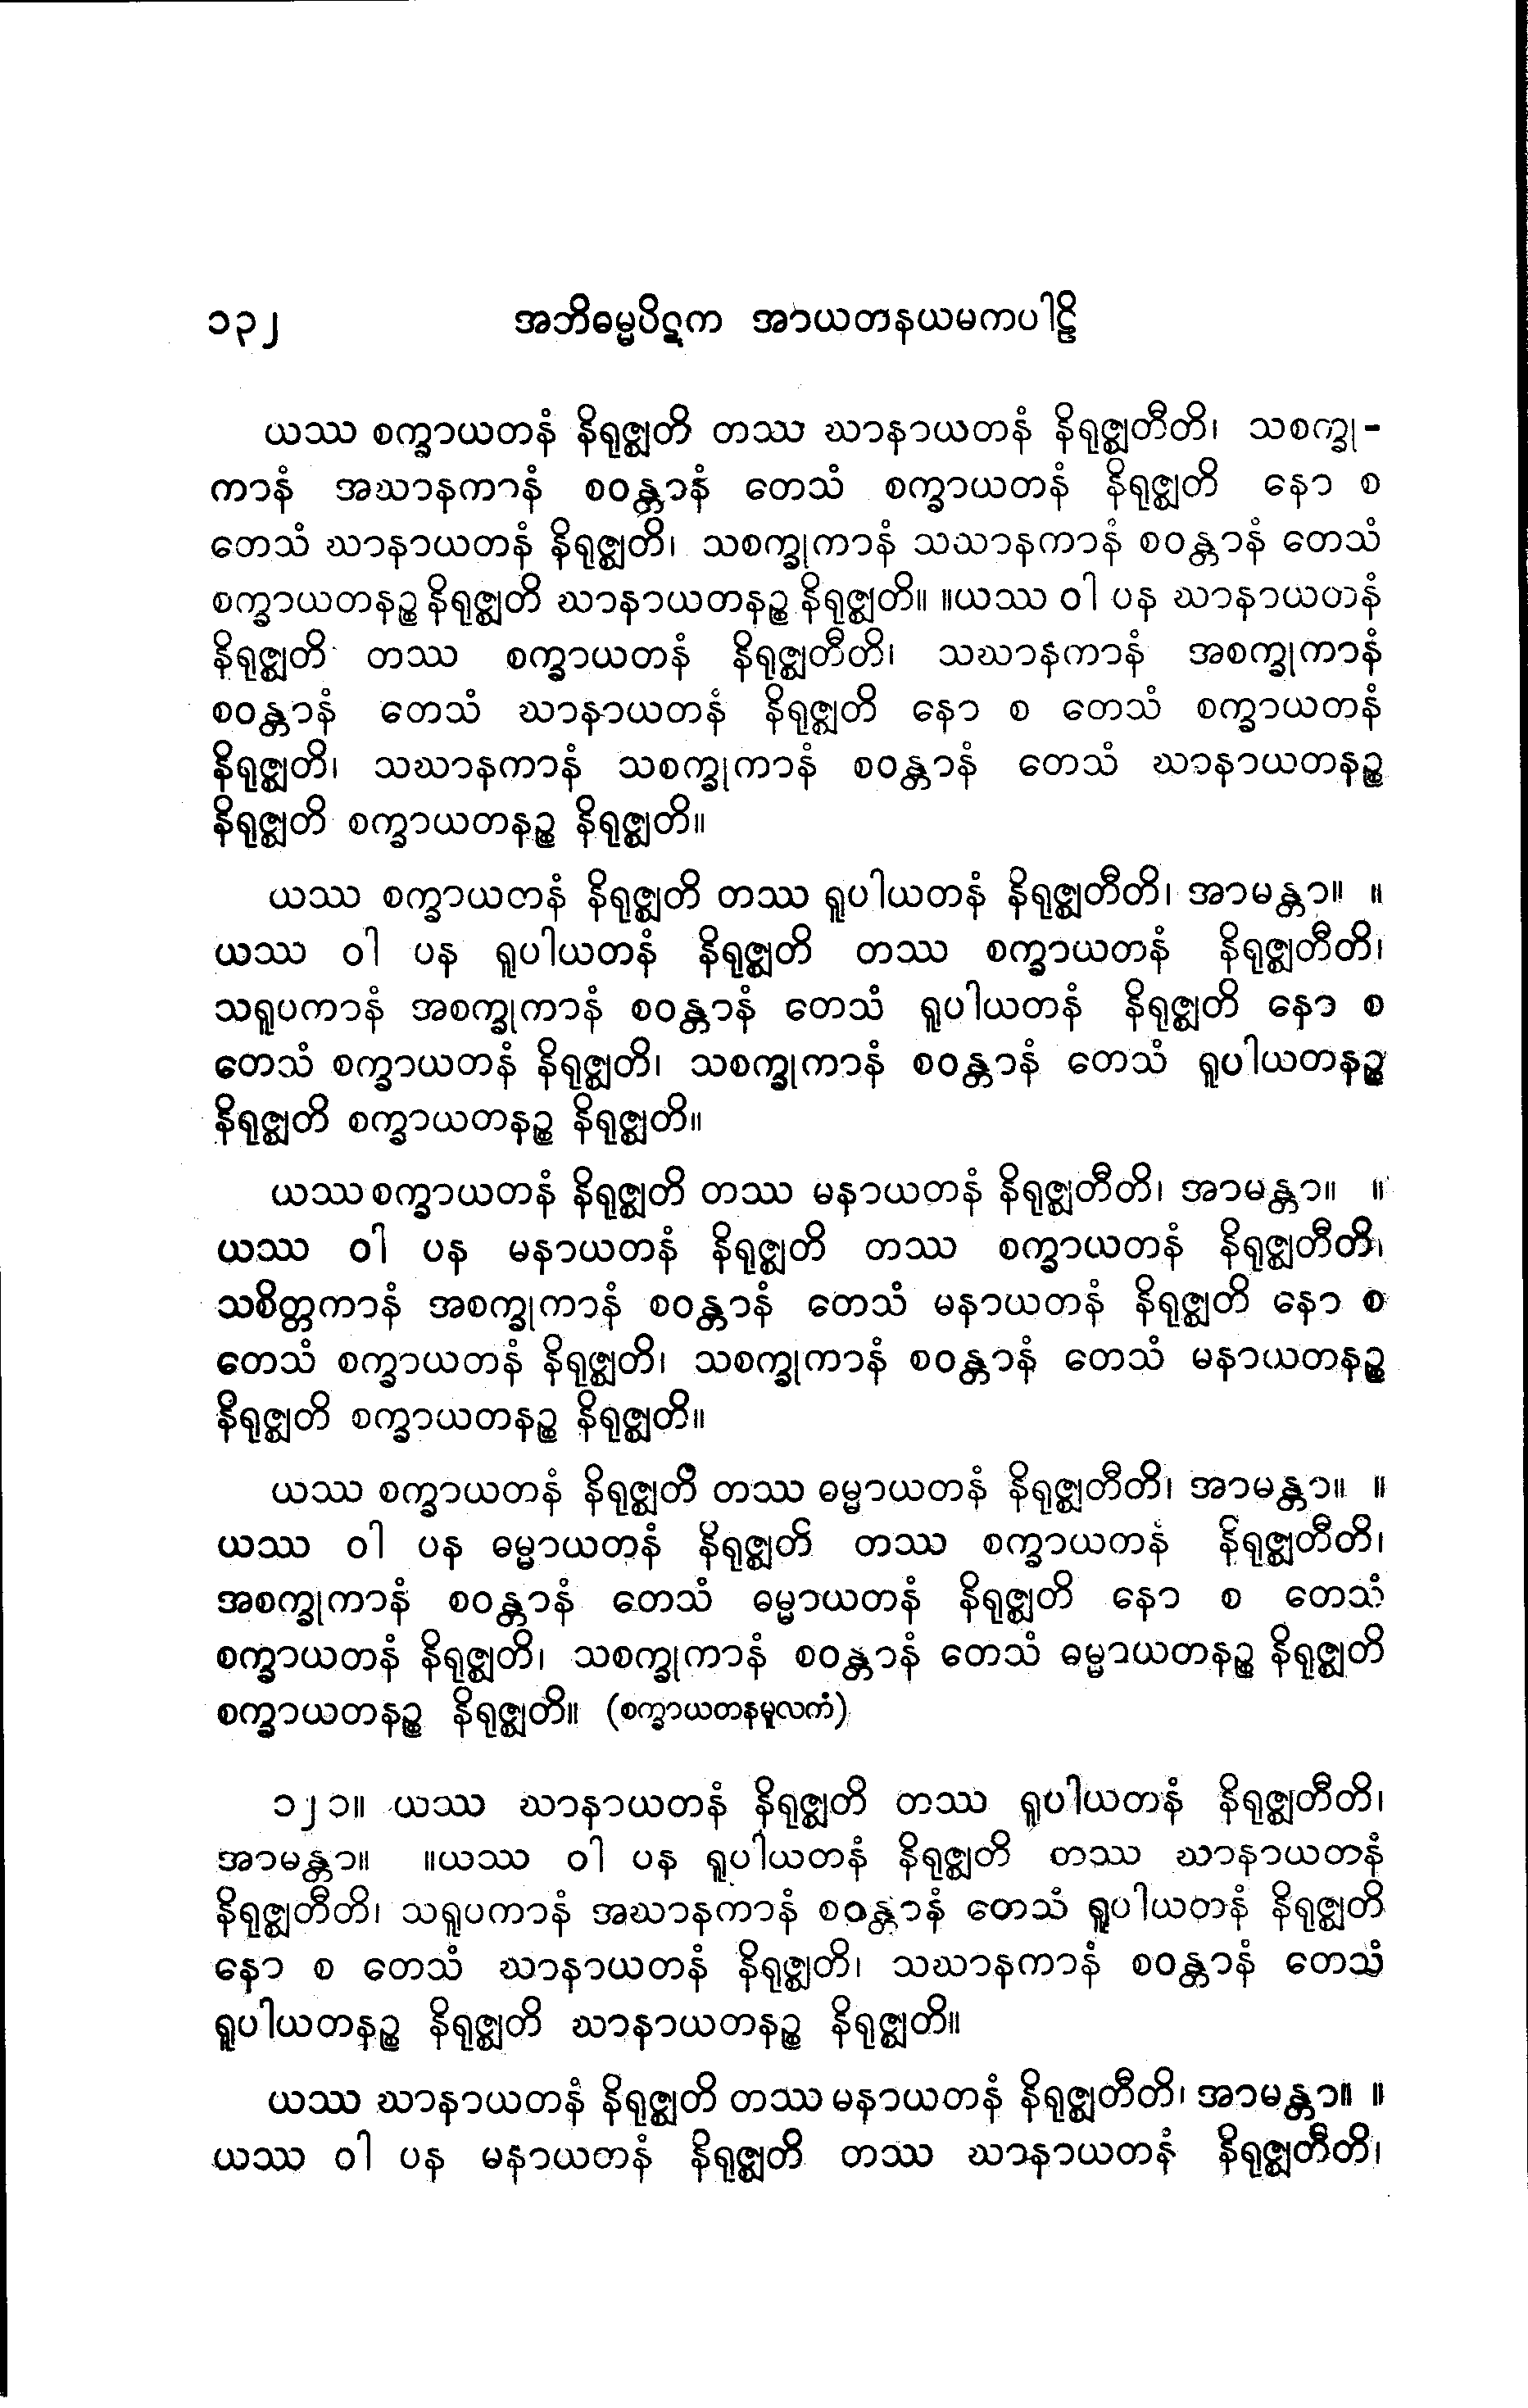 ၁၃၂ အဘိဓမ္မပိဋက အာယတနယမကပါဠိ
ယဿ စက္ခာယတနံ နိရုဇ္ဈတိ တဿ ဃာနာယတနံ နိရုဇ္ဈတီတိ၊ သစက္ခု-
ကာနံ အဃာနကာနံ စဝန္တာနံ တေသံ စက္ခာယတနံ နိရုဇ္ဈတိ နော စ
တေသံ ဃာနာယတနံ နိရုဇ္ဈတိ၊ သစက္ခုကာနံ သဃာနကာနံ စဝန္တာနံ တေသံ
စက္ခာယတနဉ္စ နိရုဇ္ဈတိ ဃာနာယတနဉ္စ နိရုဇ္ဈတိ။ ။ယဿ ဝါ ပန ဃာနာယတနံ
နိရုဇ္ဈတိ တဿ စက္ခာယတနံ နိရုဇ္ဈတီတိ၊ သဃာနကာနံ အစက္ခုကာနံ
စဝန္တာနံ တေသံ ဃာနာယတနံ နိရုဇ္ဈတိ နော စ တေသံ စက္ခာယတနံ
နိရုဇ္ဈတိ၊ သဃာနကာနံ သစက္ခုကာနံ စဝန္တာနံ တေသံ ဃာနာယတနဉ္စ
နိရုဇ္ဈတိ စက္ခာယတနဉ္စ နိရုဇ္ဈတိ။
ယဿ စက္ခာယတနံ နိရုဇ္ဈတိ တဿ ရူပါယတနံ နိရုဇ္ဈတီတိ၊ အာမန္တာ။ ။
ယဿ ဝါ ပန ရူပါယတနံ နိရုဇ္ဈတိ တဿ စက္ခာယတနံ နိရုဇ္ဈတီတိ၊
သရူပကာနံ အစက္ခုကာနံ စဝန္တာနံ တေသံ ရူပါယတနံ နိရုဇ္ဈတိ နော စ
တေသံ စက္ခာယတနံ နိရုဇ္ဈတိ၊ သစက္ခုကာနံ စဝန္တာနံ တေသံ ရူပါယတနဉ္စ
နိရုဇ္ဈတိ စက္ခာယတနဉ္စ နိရုဇ္ဈတိ။
ယဿ စက္ခာယတနံ နိရုဇ္ဈတိ တဿ မနာယတနံ နိရုဇ္ဈတီတိ၊ အာမန္တာ။ ။
ယဿ ဝါ ပန မနာယတနံ နိရုဇ္ဈတိ တဿ စက္ခာယတနံ နိရုဇ္ဈတီတိ၊
သစိတ္တကာနံ အစက္ခုကာနံ စဝန္တာနံ တေသံ မနာယတနံ နိရုဇ္ဈတိ နော စ
တေသံ စက္ခာယတနံ နိရုဇ္ဈတိ၊ သစက္ခုကာနံ စဝန္တာနံ တေသံ မနာယတနဉ္စ
နိရုဇ္ဈတိ စက္ခာယတနဉ္စ နိရုဇ္ဈတိ။
ယဿ စက္ခာယတနံ နိရုဇ္ဈတိ တဿ ဓမ္မာယတနံ နိရုဇ္ဈတီတိ၊ အာမန္တာ။ ။
ယဿ ဝါ ပန ဓမ္မာယတနံ နိရုဇ္ဈတိ တဿ စက္ခာယတနံ နိရုဇ္ဈတီတိ၊
အစက္ခုကာနံ စဝန္တာနံ တေသံ ဓမ္မာယတနံ နိရုဇ္ဈတိ နော စ တေသံ
စက္ခာယတနံ နိရုဇ္ဈတိ၊ သစက္ခုကာနံ စဝန္တာနံ တေသံ ဓမ္မာယတနဉ္စ နိရုဇ္ဈတိ
စက္ခာယတနဉ္စ နိရုဇ္ဈတိ။ (စက္ခာယတနမူလကံ)
၁၂၁။ ယဿ ဃာနာယတနံ နိရုဇ္ဈတိ တဿ ရူပါယတနံ နိရုဇ္ဈတီတိ၊
အာမန္တာ။ ။ယဿ ဝါ ပန ရူပါယတနံ နိရုဇ္ဈတိ တဿ ဃာနာယတနံ
နိရုဇ္ဈတီတိ၊ သရူပကာနံ အဃာနကာနံ စဝန္တာနံ တေသံ ရူပါယတနံ နိရုဇ္ဈတိ
နော စ တေသံ ဃာနာယတနံ နိရုဇ္ဈတိ၊ သဃာနကာနံ စဝန္တာနံ တေသံ
ရူပါယတနဉ္စ နိရုဇ္ဈတိ ဃာနာယတနဉ္စ နိရုဇ္ဈတိ။
ယဿ ဃာနာယတနံ နိရုဇ္ဈတိ တဿ မနာယတနံ နိရုဇ္ဈတီတိ၊ အာမန္တာ။ ။
ယဿ ဝါ ပန မနာယတနံ နိရုဇ္ဈတိ တဿ ဃာနာယတနံ နိရုဇ္ဈတီတိ၊